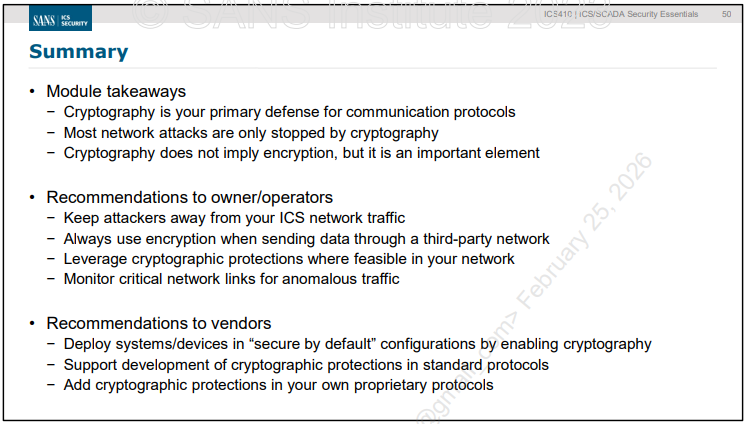 © SANS Institute 2026
SANS | ICS SECURITY
ICS410 | ICS/SCADA Security Essentials 50
Summary
• Module takeaways
− Cryptography is your primary defense for communication protocols
− Most network attacks are only stopped by cryptography
− Cryptography does not imply encryption, but it is an important element
• Recommendations to owner/operators
− Keep attackers away from your ICS network traffic
− Always use encryption when sending data through a third-party network
− Leverage cryptographic protections where feasible in your network
− Monitor critical network links for anomalous traffic
• Recommendations to vendors
− Deploy systems/devices in “secure by default” configurations by enabling cryptography
− Support development of cryptographic protections in standard protocols
− Add cryptographic protections in your own proprietary protocols
@gmail.com> February 25, 2026